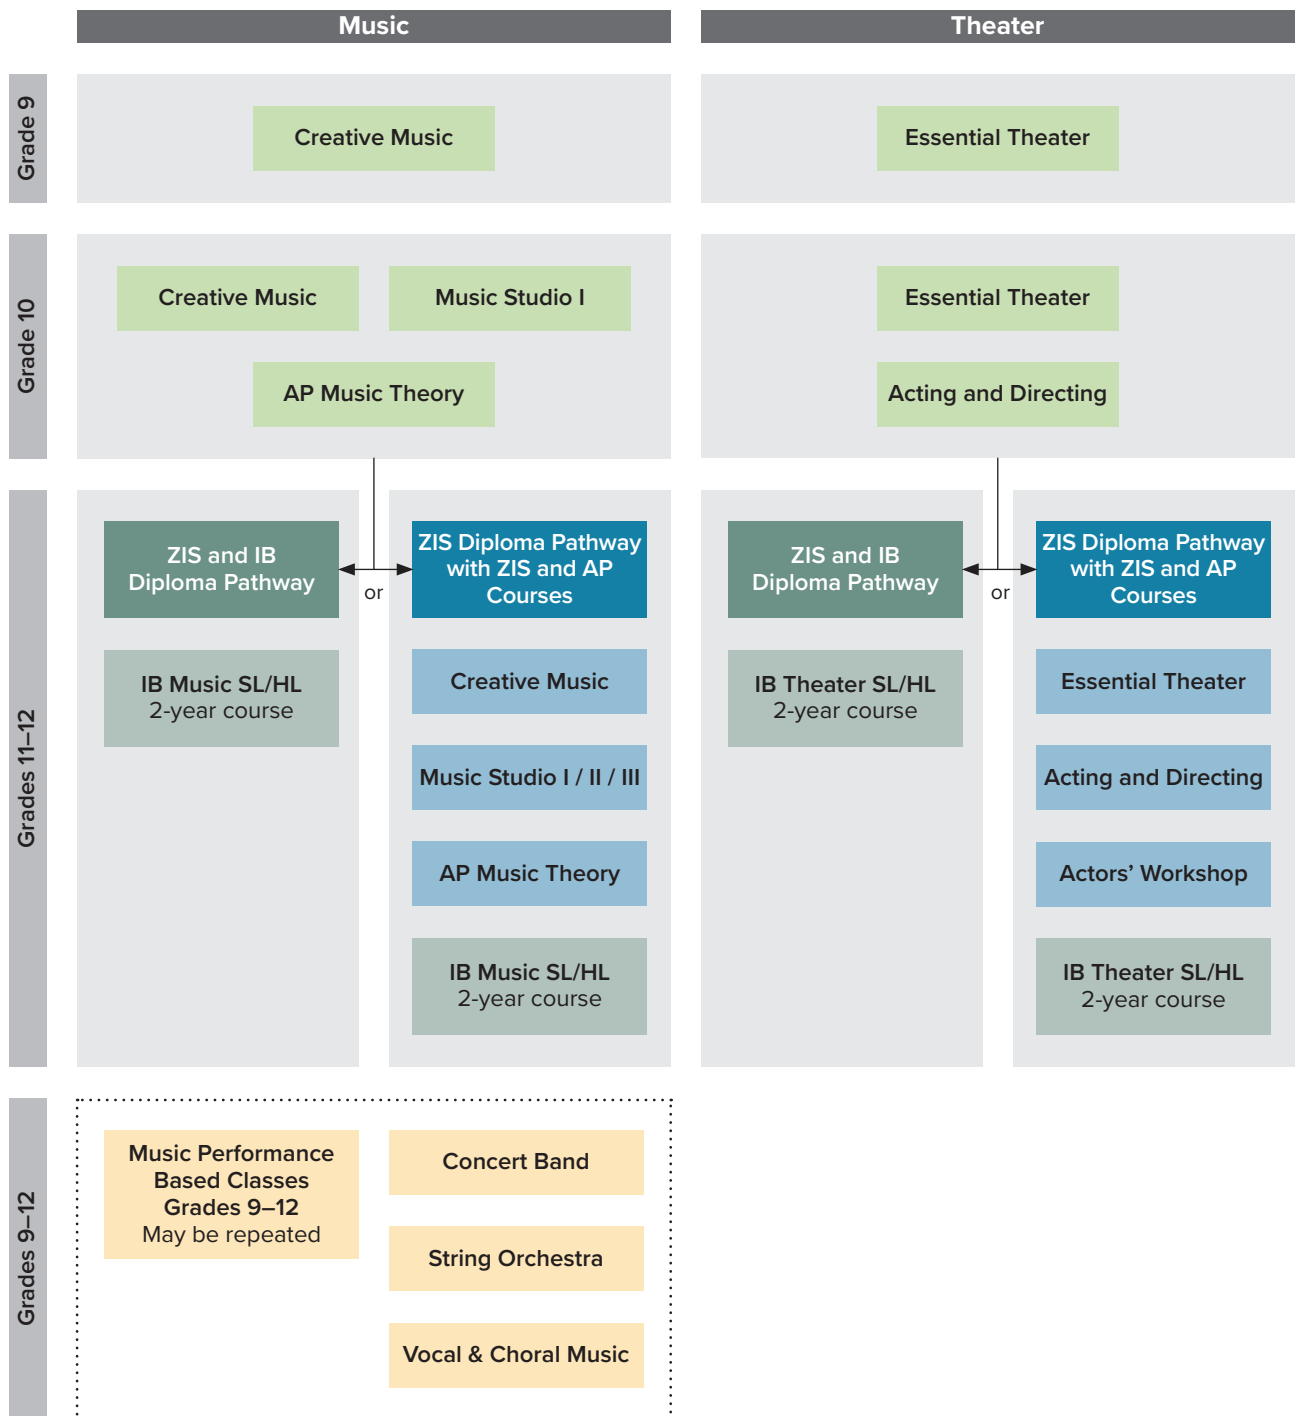 Music
Theater
Grade 9
Creative Music
Essential Theater
Grade 10
Creative Music
Music Studio I
AP Music Theory
Essential Theater
Acting and Directing
Grades 11–12
ZIS and IB
Diploma Pathway
or
ZIS Diploma Pathway
with ZIS and AP
Courses
IB Music SL/HL
2-year course
Creative Music
Music Studio I / II / III
AP Music Theory
IB Music SL/HL
2-year course
ZIS and IB
Diploma Pathway
or
ZIS Diploma Pathway
with ZIS and AP
Courses
IB Theater SL/HL
2-year course
Essential Theater
Acting and Directing
Actors’ Workshop
IB Theater SL/HL
2-year course
Grades 9–12
Music Performance
Based Classes
Grades 9–12
May be repeated
Concert Band
String Orchestra
Vocal & Choral Music